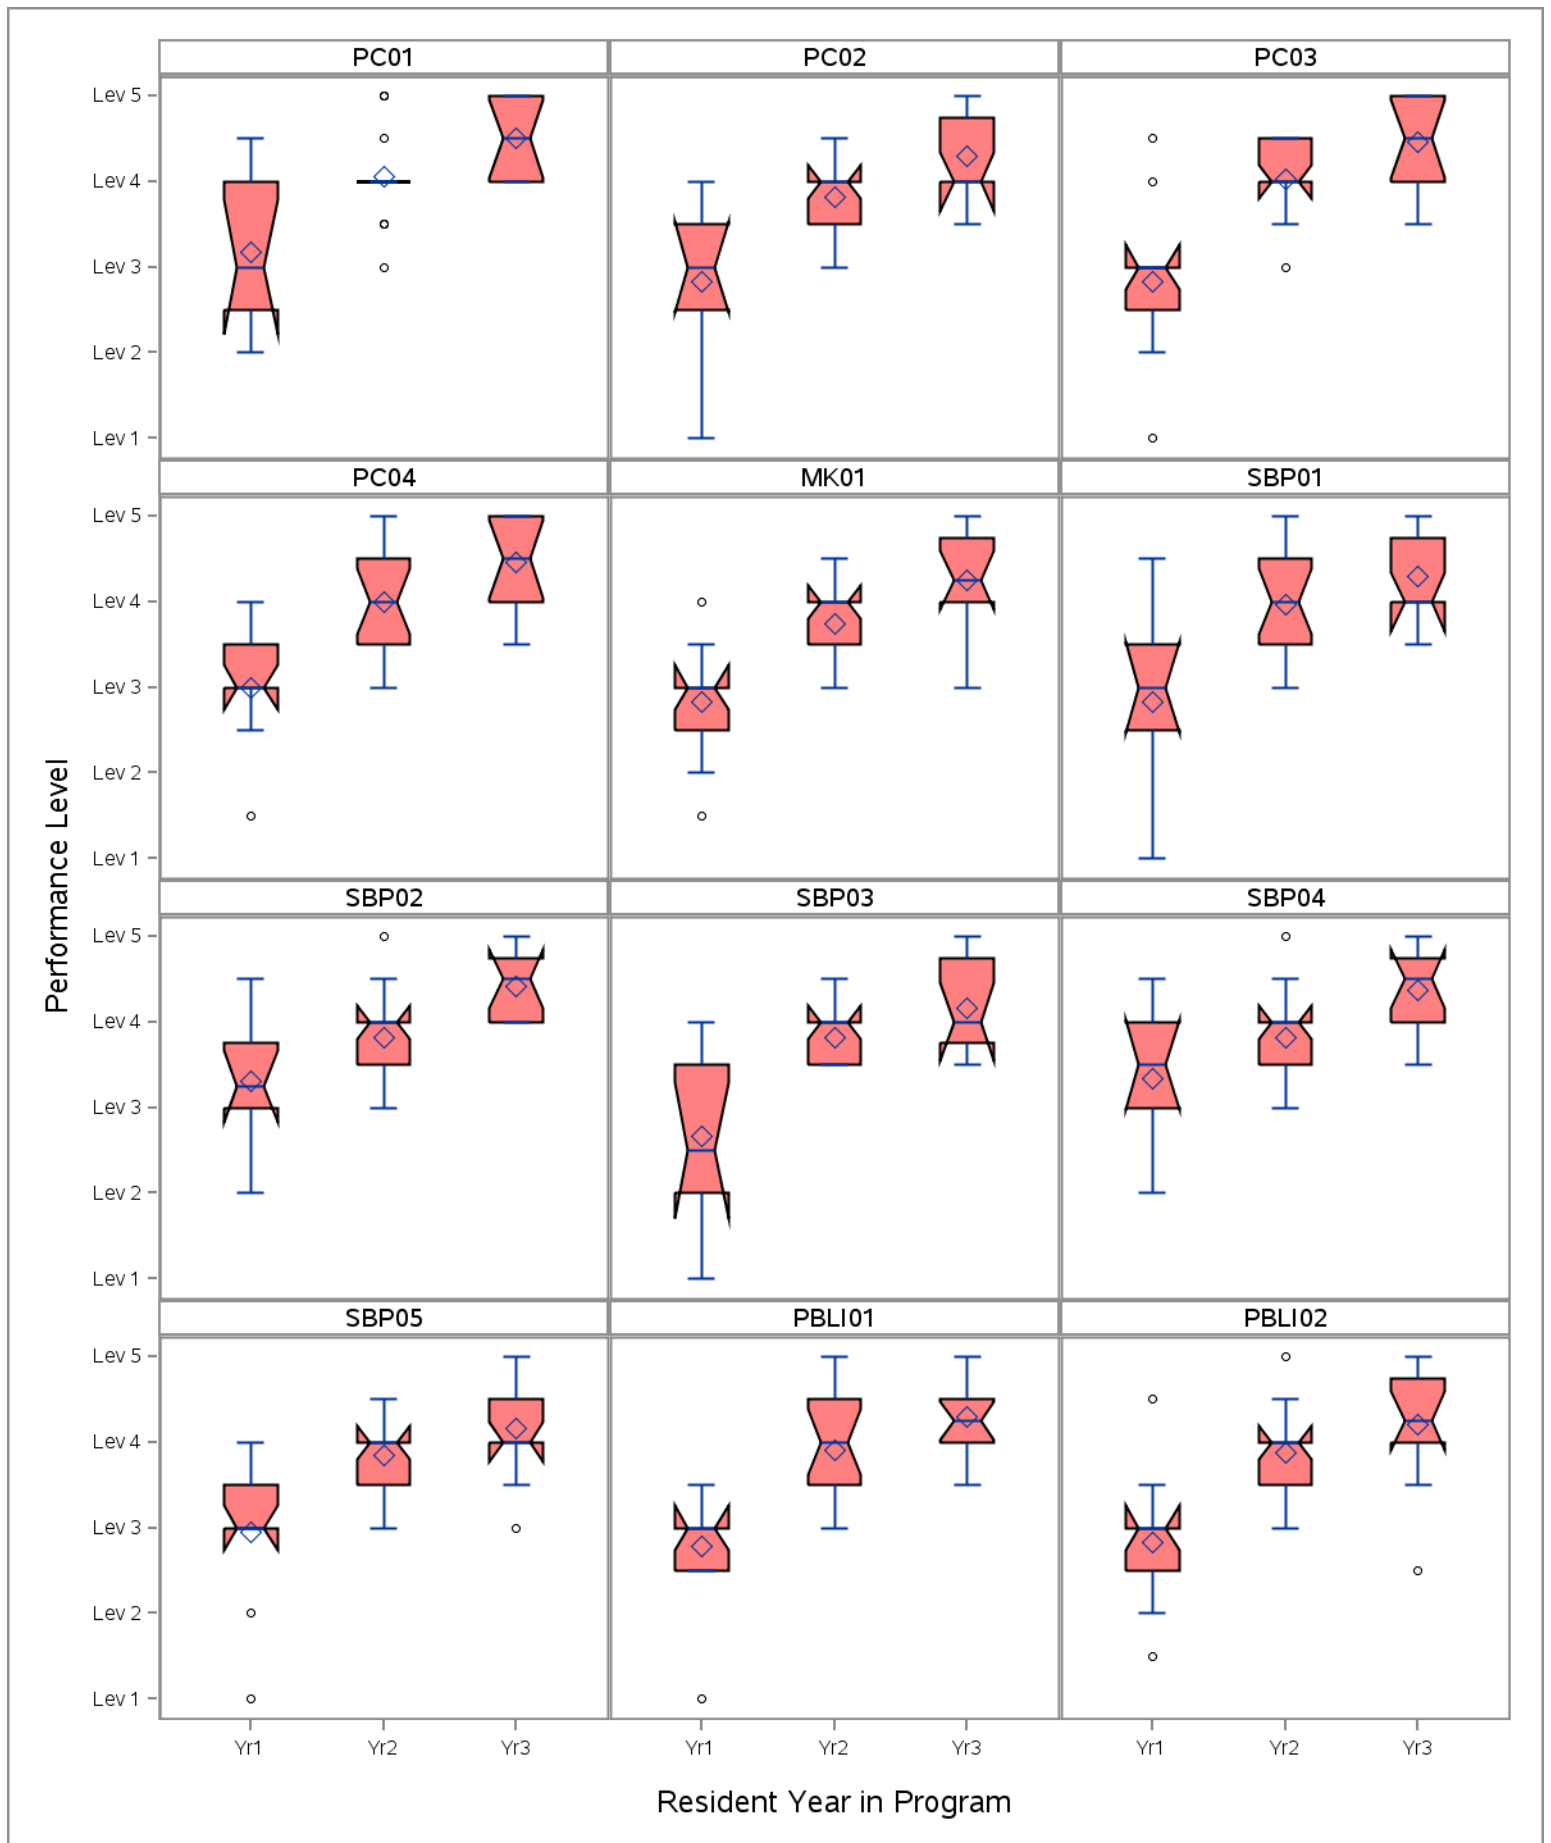 PC01 PC02 PC03
Lev 5
Lev 4
Lev 3
Lev 2
Lev 1
PC04 MK01 SBP01
Lev 5
Lev 4
Lev 3
Lev 2
Lev 1
Performance Level
SBP02 SBP03 SBP04
Lev 5
Lev 4
Lev 3
Lev 2
Lev 1
SBP05 PBLI01 PBLI02
Lev 5
Lev 4
Lev 3
Lev 2
Lev 1
Yr1 Yr2 Yr3 Yr1 Yr2 Yr3 Yr1 Yr2 Yr3
Resident Year in Program